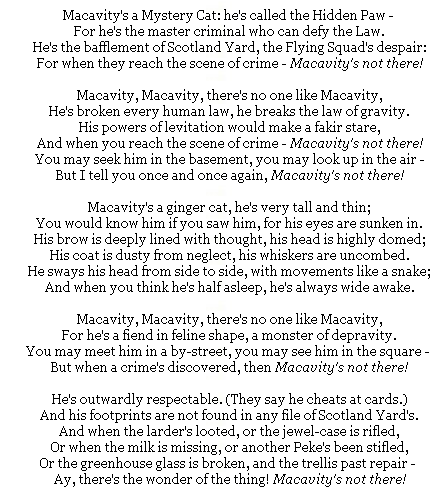 Macavity's a Mystery Cat: he's called the Hidden Paw -
For he's the master criminal who can defy the Law.
He's the bafflement of Scotland Yard, the Flying Squad's despair:
For when they reach the scene of crime - Macavity's not there!

Macavity, Macavity, there's no one like Macavity,
He's broken every human law, he breaks the law of gravity.
His powers of levitation would make a fakir stare,
And when you reach the scene of crime - Macavity's not there!
You may seek him in the basement, you may look up in the air -
But I tell you once and once again, Macavity's not there!

Macavity's a ginger cat, he's very tall and thin;
You would know him if you saw him, for his eyes are sunken in.
His brow is deeply lined with thought, his head is highly domed;
His coat is dusty from neglect, his whiskers are uncombed.
He sways his head from side to side, with movements like a snake;
And when you think he's half asleep, he's always wide awake.

Macavity, Macavity, there's no one like Macavity,
For he's a fiend in feline shape, a monster of depravity.
You may meet him in a by-street, you may see him in the square -
But when a crime's discovered, then Macavity's not there!

He's outwardly respectable. (They say he cheats at cards.)
And his footprints are not found in any file of Scotland Yard's.
And when the larder's looted, or the jewel-case is rifled,
Or when the milk is missing, or another Peke's been stifled,
Or the greenhouse glass is broken, and the trellis past repair -
Ay, there's the wonder of the thing! Macavity's not there!